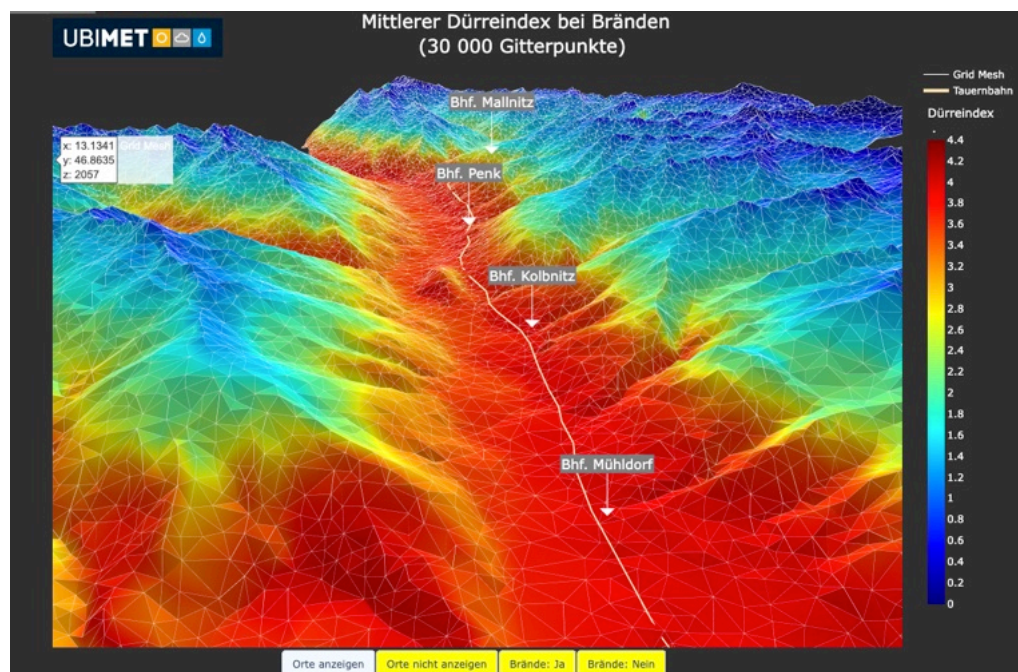 UBIMET
Mittlerer Dürreindex bei Bränden
(30 000 Gitterpunkte)
Grid Mesh
Tauernbahn
Dürreindex
Bhf. Mallnitz
x: 13.1341
y: 46.8635
z: 2057
Grid Mesh
Bhf. Penk
Bhf. Kolbnitz
Bhf. Mühldorf
4.4
4.2
4
3.8
3.6
3.4
3.2
3
2.8
2.6
2.4
2.2
2
1.8
1.6
1.4
1.2
1
0.8
0.6
0.4
0.2
0
Orte anzeigen
Orte nicht anzeigen
Brände: Ja
Brände: Nein